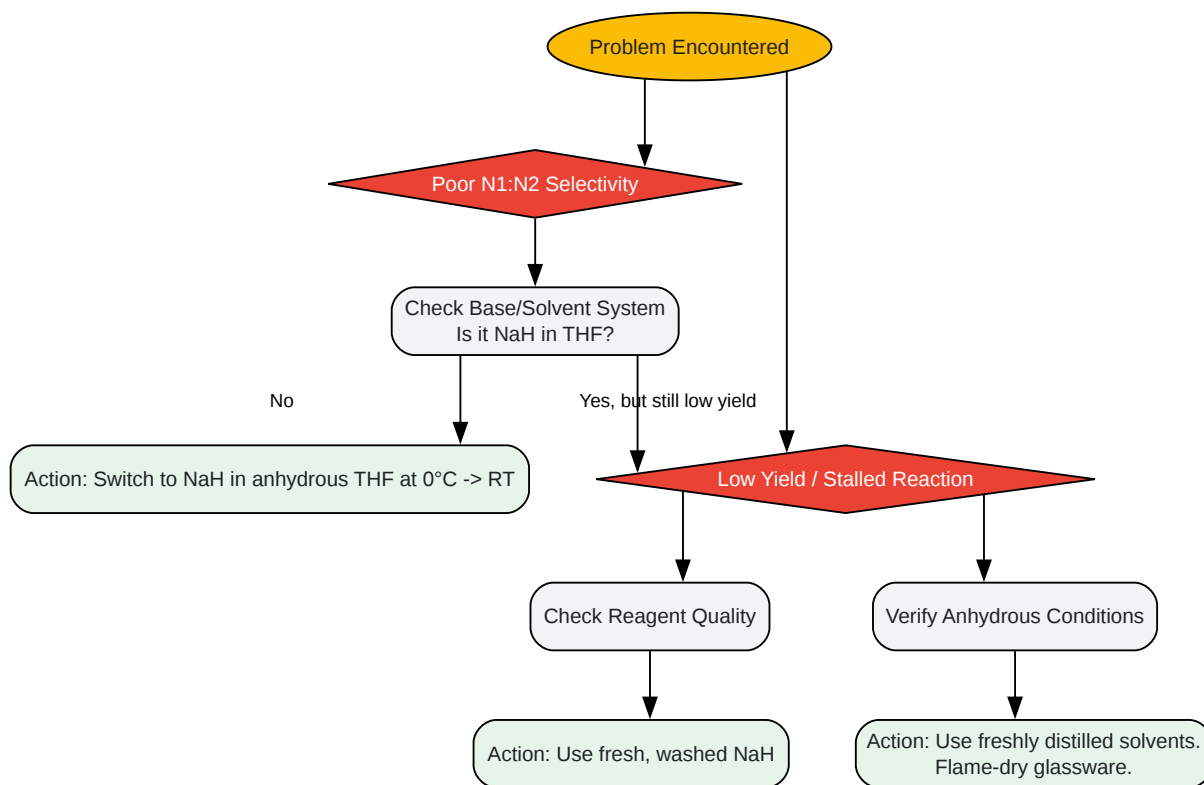 Problem Encountered
Poor N1:N2 Selectivity
Check Base/Solvent System
Is it NaH in THF?
No
Yes, but still low yield
Action: Switch to NaH in anhydrous THF at 0°C -> RT
Low Yield / Stalled Reaction
Check Reagent Quality
Verify Anhydrous Conditions
Action: Use fresh, washed NaH
Action: Use freshly distilled solvents.
Flame-dry glassware.